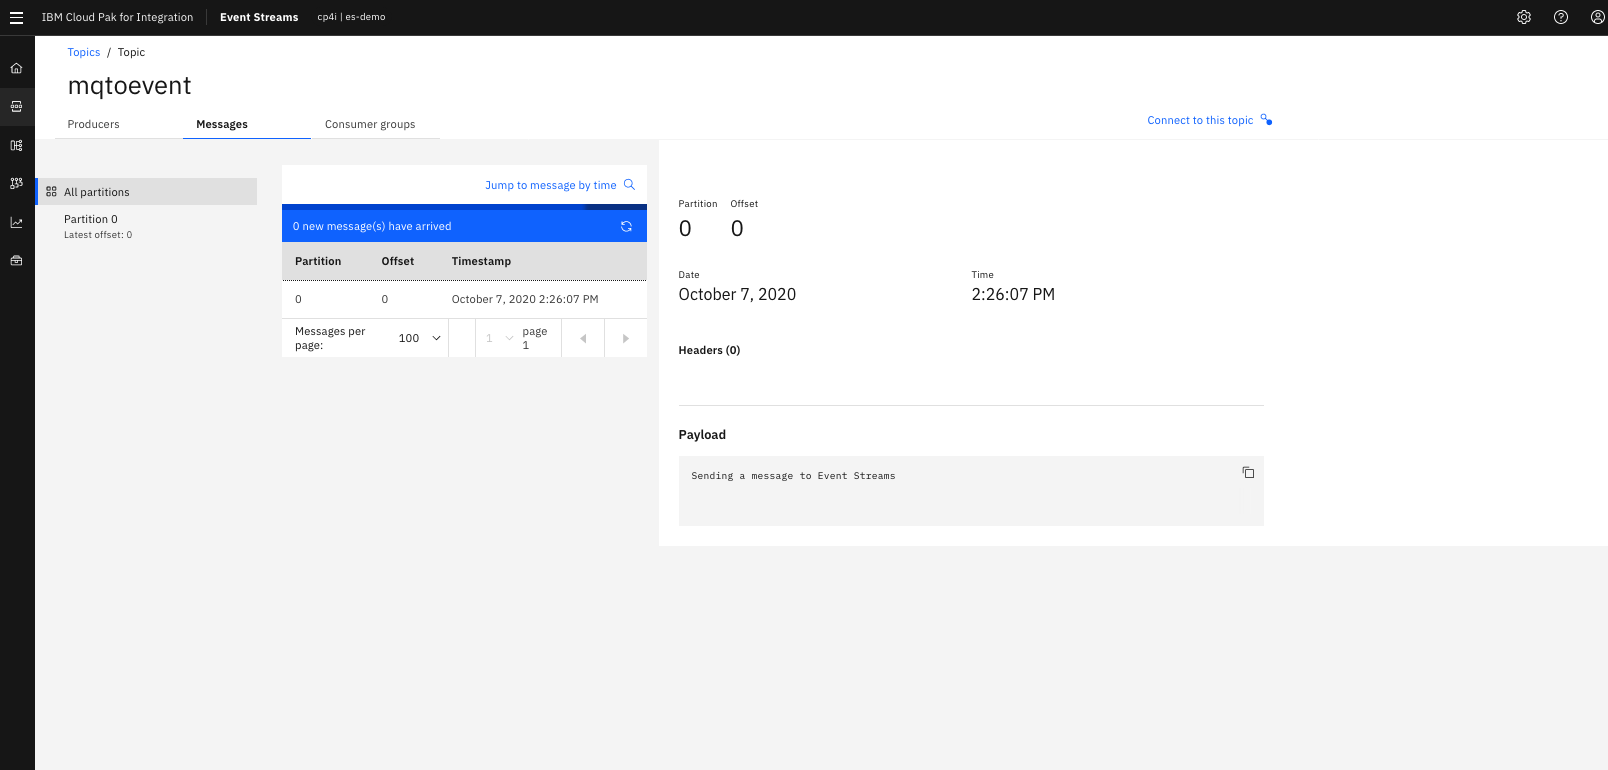 IBM Cloud Pak for Integration Event Streams cp4i | es-demo
Topics / Topic
mqtoevent
Producers Messages Consumer groups
Connect to this topic
All partitions
Partition 0
Latest offset: 0
Jump to message by time
0 new message(s) have arrived
Partition Offset Timestamp
0 0 October 7, 2020 2:26:07 PM
Messages per page: 100 1 page 1
Partition Offset
0 0
Date Time
October 7, 2020 2:26:07 PM
Headers (0)
Payload
Sending a message to Event Streams